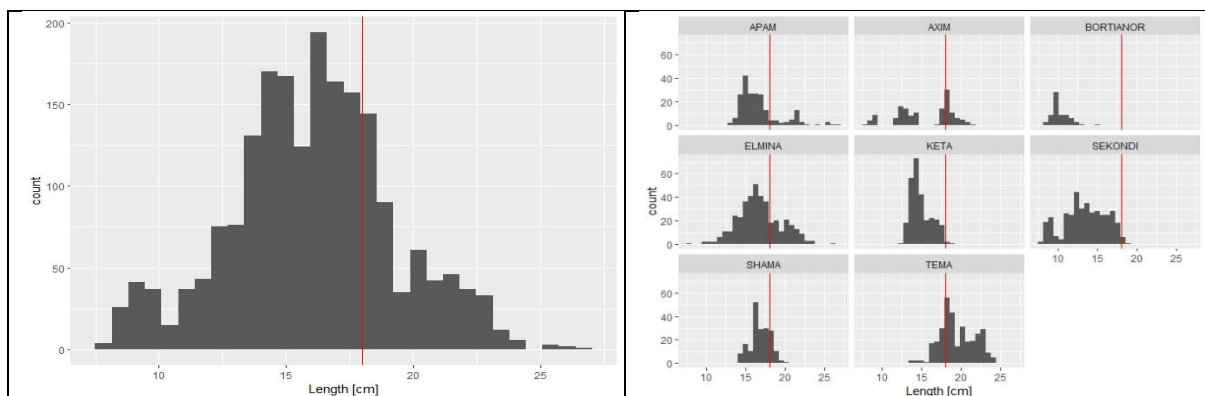 200
150
100
50
0
count
10 15 20 25
Length [cm]
APAM AXIM BORTIANOR
60
40
20
0
ELMINA KETA SEKONDI
60
40
20
0
count
10 15 20 25
SHAMA TEMA
60
40
20
0
10 15 20 25 10 15 20 25
Length [cm]